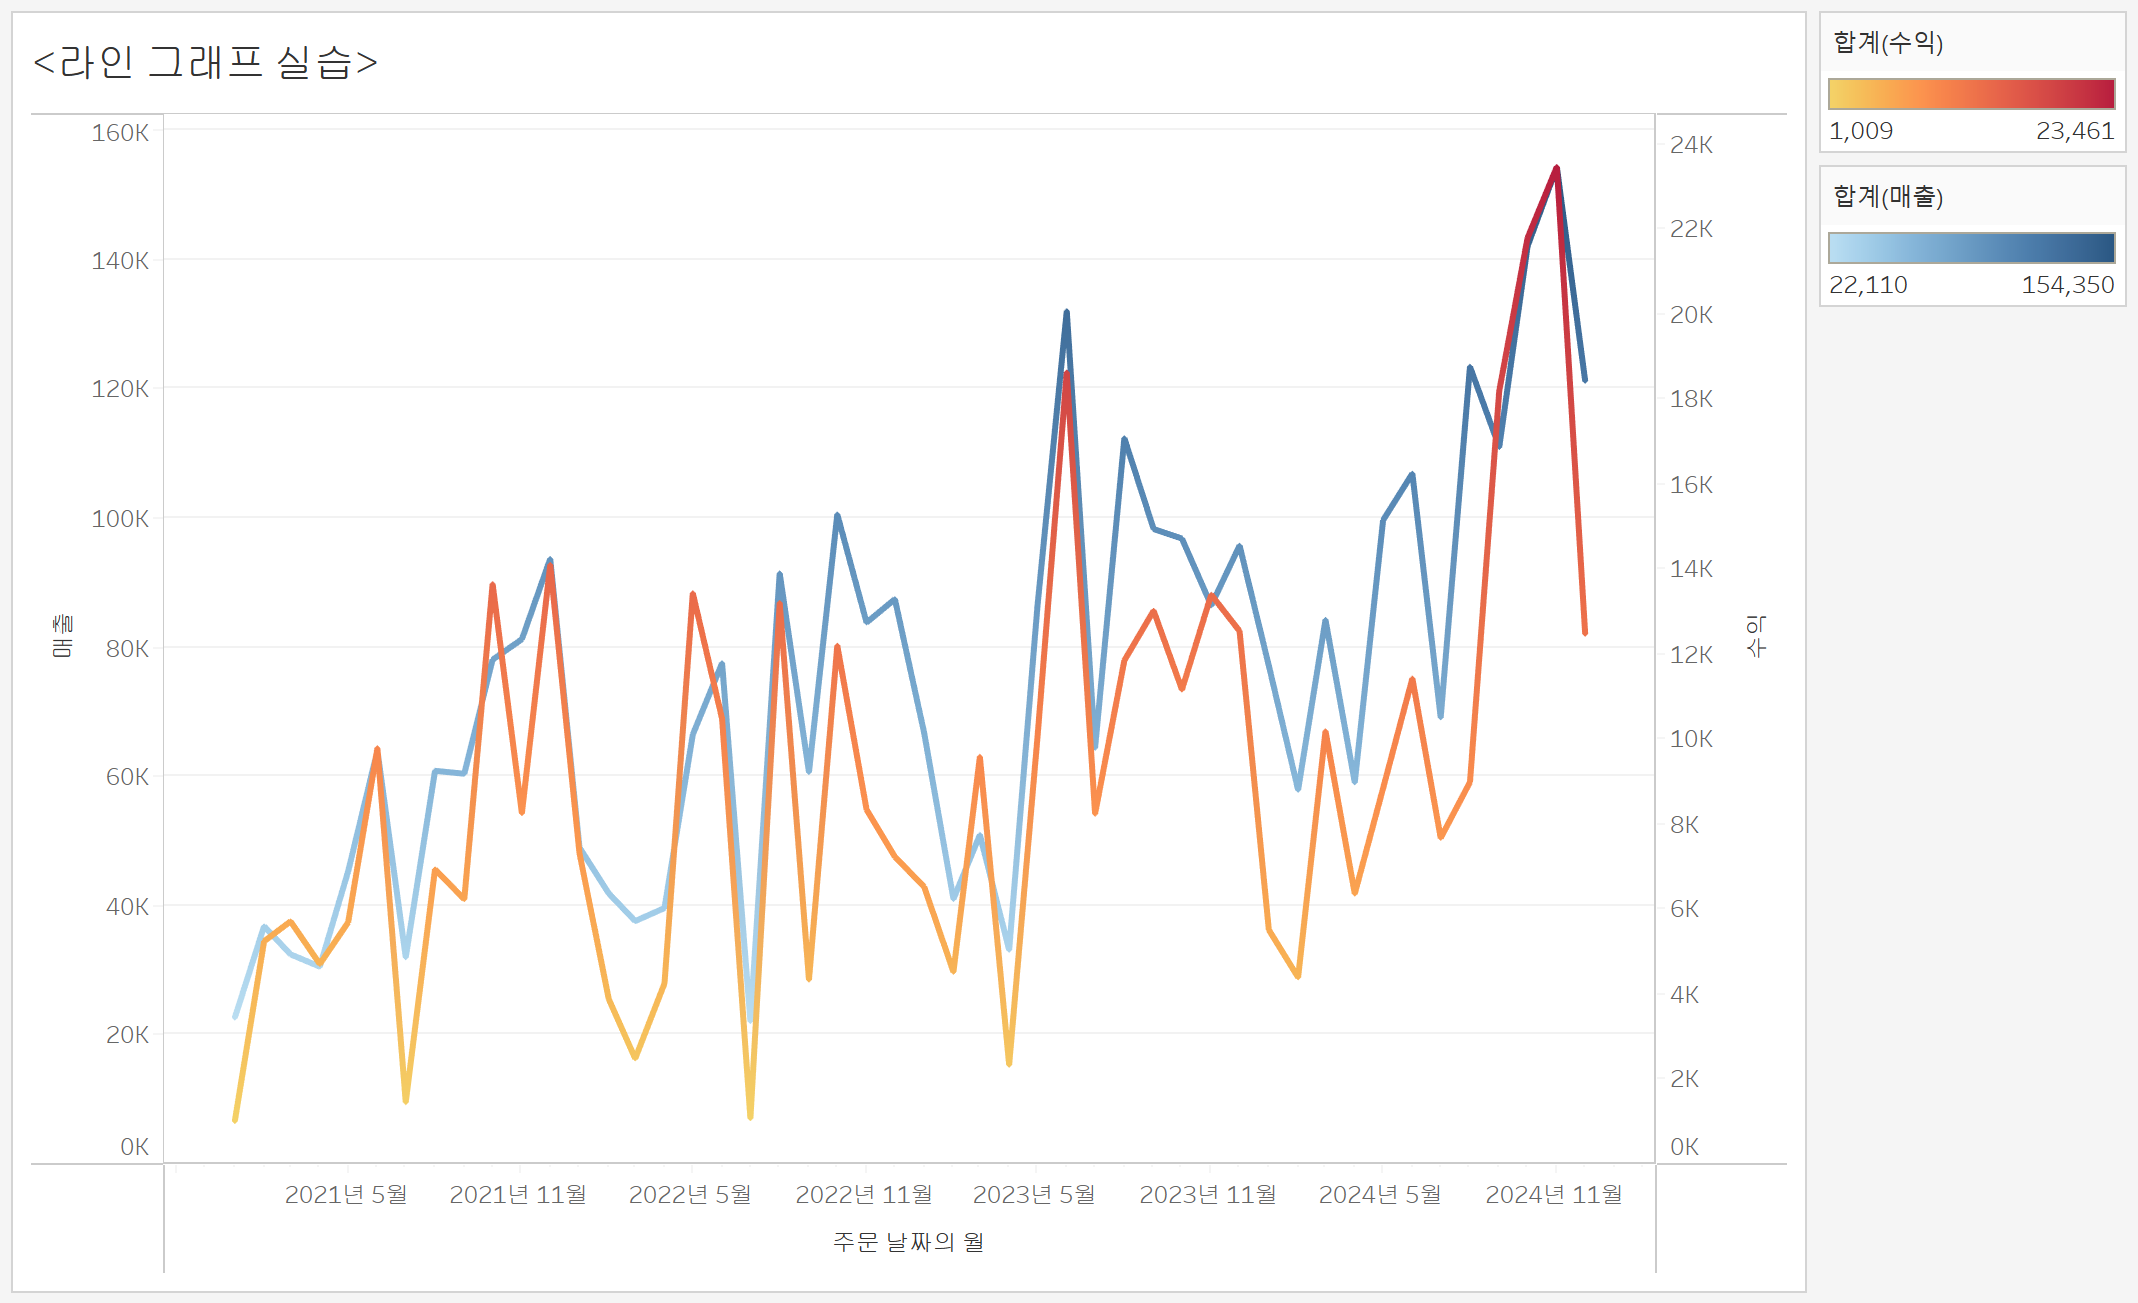 <라인 그래프 실습>
160K
140K
120K
100K
80K
60K
40K
20K
0K
매출
24K
22K
20K
18K
16K
14K
12K
10K
8K
6K
4K
2K
0K
수익
2021년 5월
2021년 11월
2022년 5월
2022년 11월
2023년 5월
2023년 11월
2024년 5월
2024년 11월
주문 날짜의 월
합계(수익)
1,009 23,461
합계(매출)
22,110 154,350